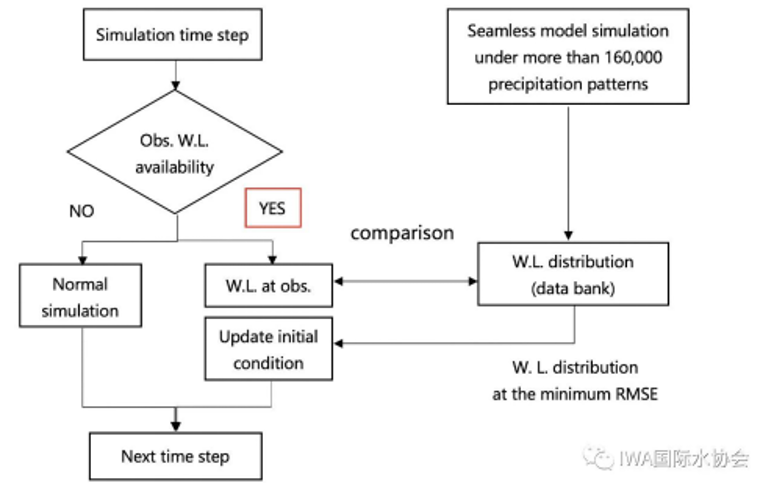 Simulation time step
Obs. W.L.
availability
NO
YES
Normal
simulation
W.L. at obs.
Update initial
condition
Next time step
Seamless model simulation
under more than 160,000
precipitation patterns
comparison
W.L. distribution
(data bank)
W. L. distribution
at the minimum RMSE
IWA国际水协会